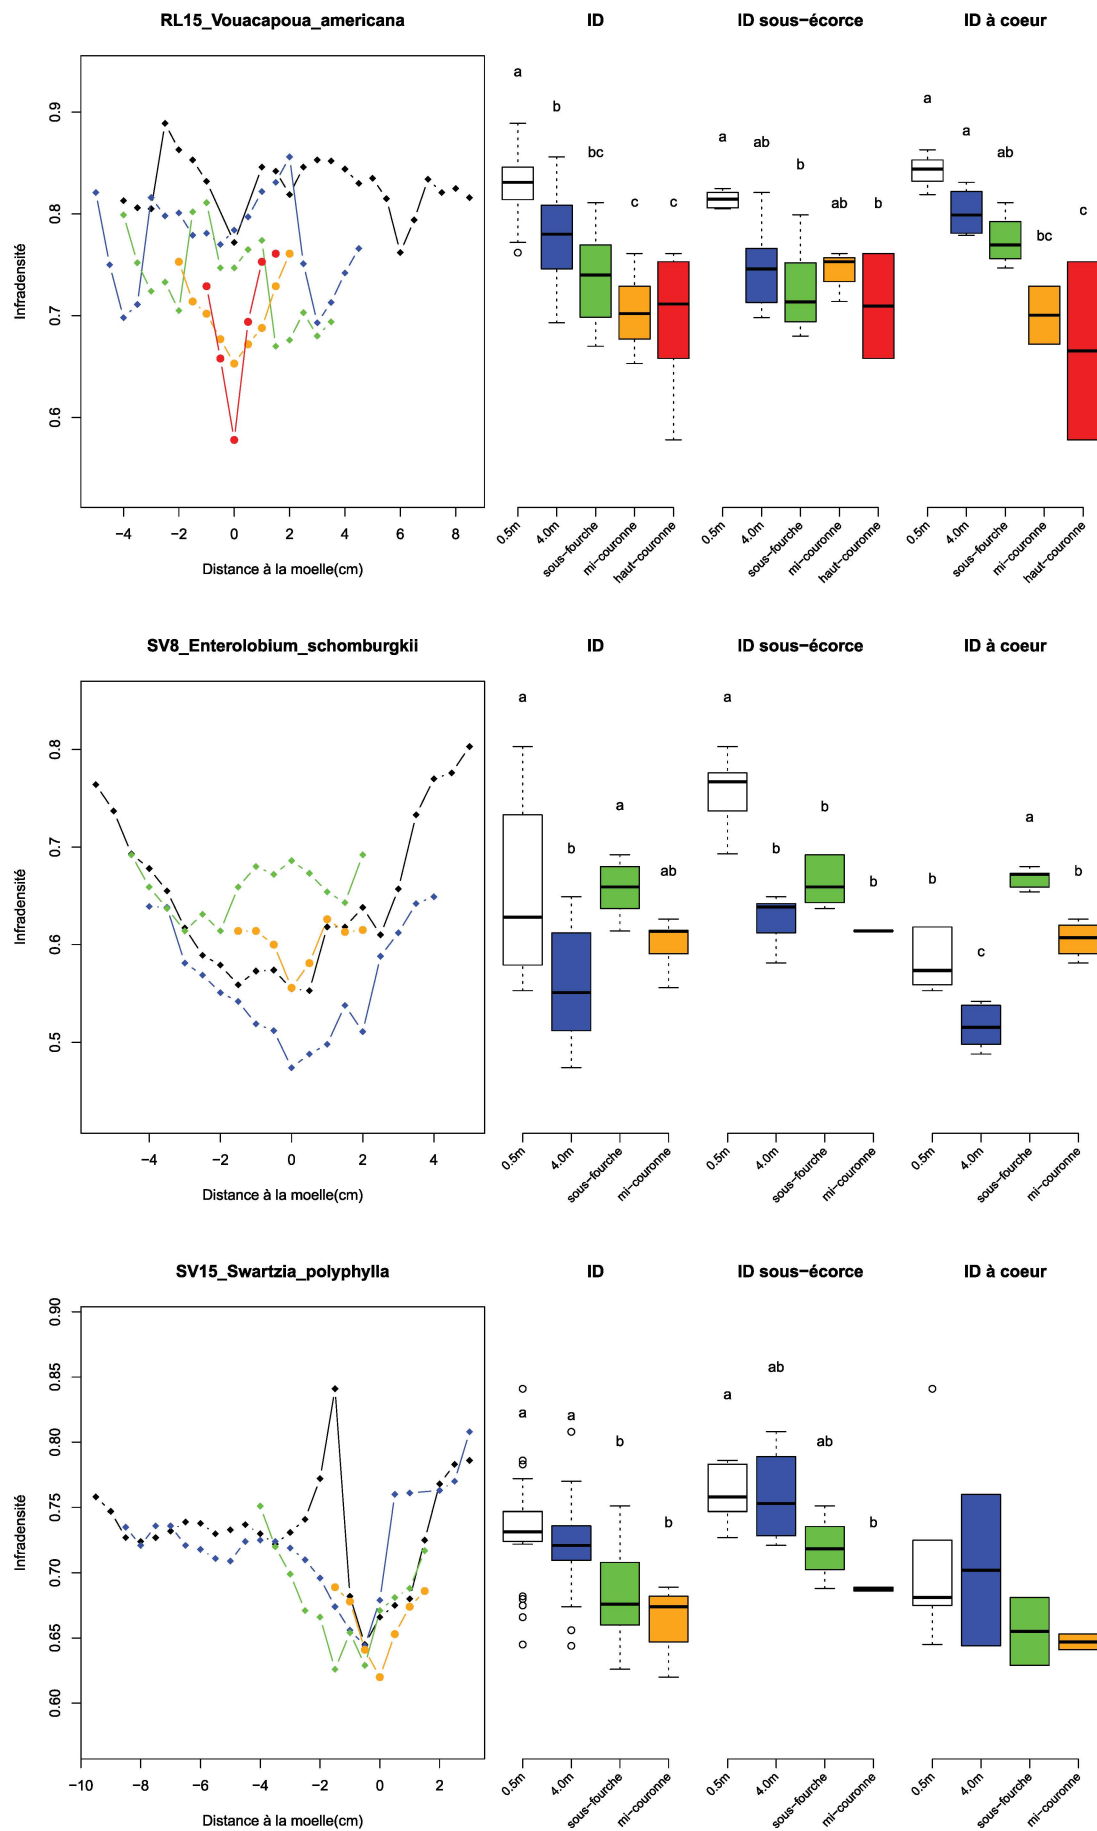 RL15_Vouacapoua_americana ID ID sous−écorce ID à coeur
a
b
bc
c c
a
ab
b
ab
b
a
a
ab
bc
c
0.9
0.8
0.7
0.6
Infradensité
−4 −2 0 2 4 6 8
Distance à la moelle(cm)
0.5m 4.0m sous−fourche mi−couronne haut−couronne
0.5m 4.0m sous−fourche mi−couronne haut−couronne
0.5m 4.0m sous−fourche mi−couronne haut−couronne
SV8_Enterolobium_schomburgkii ID ID sous−écorce ID à coeur
a
b
a
ab
a
b
b
b
b
c
a
b
0.8
0.7
0.6
0.5
Infradensité
−4 −2 0 2 4
Distance à la moelle(cm)
0.5m 4.0m sous−fourche mi−couronne
0.5m 4.0m sous−fourche mi−couronne
0.5m 4.0m sous−fourche mi−couronne
SV15_Swartzia_polyphylla ID ID sous−écorce ID à coeur
a
a
b
b
a
ab
ab
b
0.90
0.85
0.80
0.75
0.70
0.65
0.60
Infradensité
−10 −8 −6 −4 −2 0 2
Distance à la moelle(cm)
0.5m 4.0m sous−fourche mi−couronne
0.5m 4.0m sous−fourche mi−couronne
0.5m 4.0m sous−fourche mi−couronne